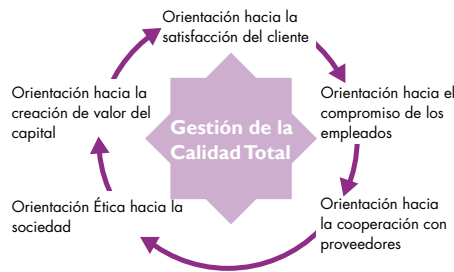 Orientación hacia la
satisfacción del cliente
Orientación hacia el
compromiso de los
empleados
Orientación hacia
la cooperación con
proveedores
Orientación Ética hacia la
sociedad
Orientación hacia la
creación de valor del
capital
Gestión de la
Calidad Total